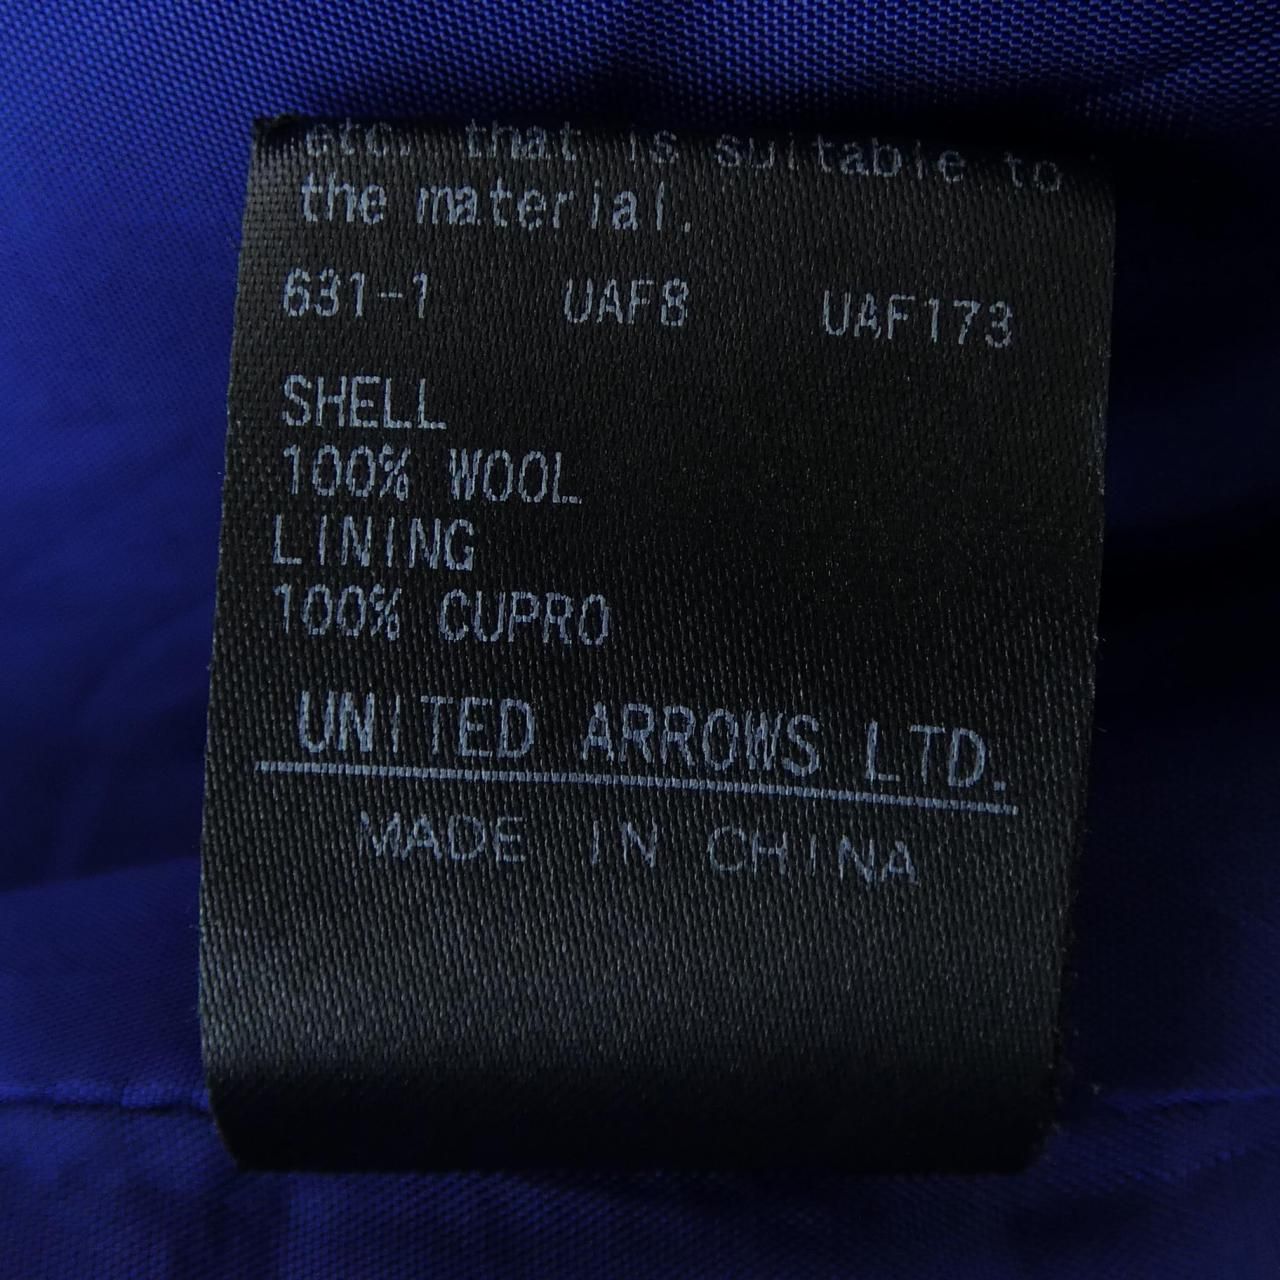 etc. that is suitable to
the material.
631-1 UAF8 UAF173
SHELL
100% WOOL
LINING
100% CUPRO
UNITED ARROWS LTD.
MADE IN CHINA